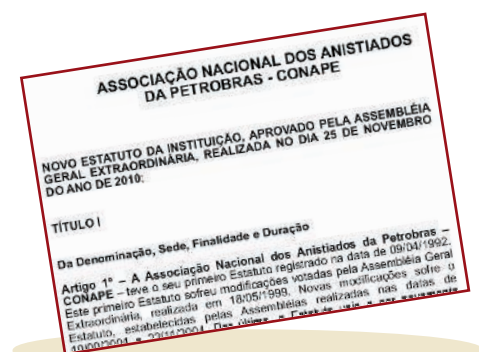 ASSOCIAÇÃO NACIONAL DOS ANISTIADOS
DA PETROBRAS - CONAPE
NOVO ESTATUTO DA INSTITUIÇÃO, APROVADO PELA ASSEMBLÉIA
GERAL EXTRAORDINÁRIA, REALIZADA NO DIA 25 DE NOVEMBRO
DO ANO DE 2010:
TÍTULO I
Da Denominação, Sede, Finalidade e Duração
Artigo 1º – A Associação Nacional dos Anistiados da Petrobras –
CONAPE – teve o seu primeiro Estatuto registrado na data de 09/04/1992.
Este primeiro Estatuto sofreu modificações votadas pela Assembléia Geral
Extraordinária, realizada em 18/05/1999. Novas modificações sofre o
Estatuto, estabelecidas pelas Assembléias realizadas nas datas de